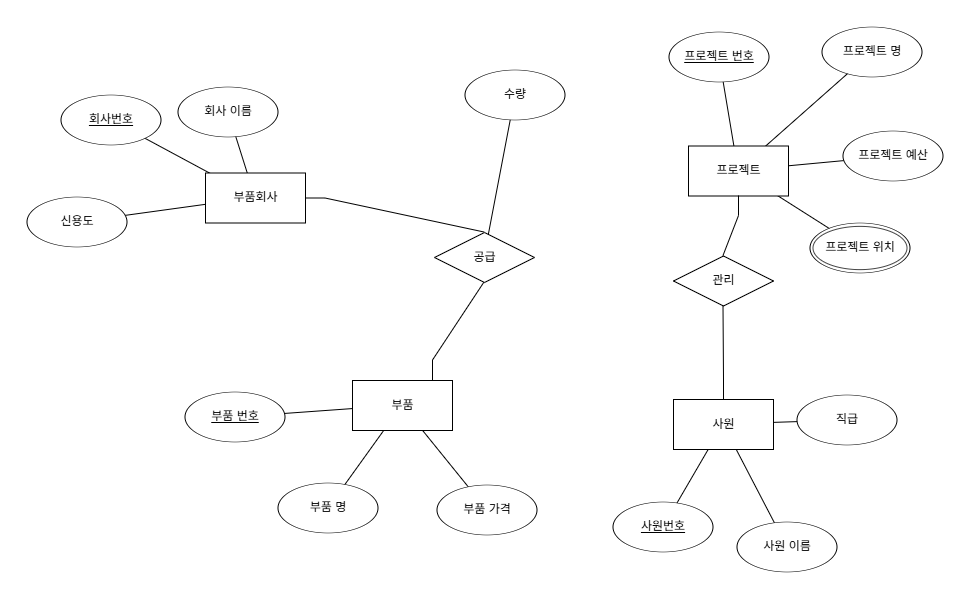 프로젝트 번호
프로젝트 명
수량
회사번호
회사 이름
프로젝트 예산
프로젝트
부품회사
신용도
프로젝트 위치
공급
관리
부품
부품 번호
사원
직급
부품 명
부품 가격
사원번호
사원 이름